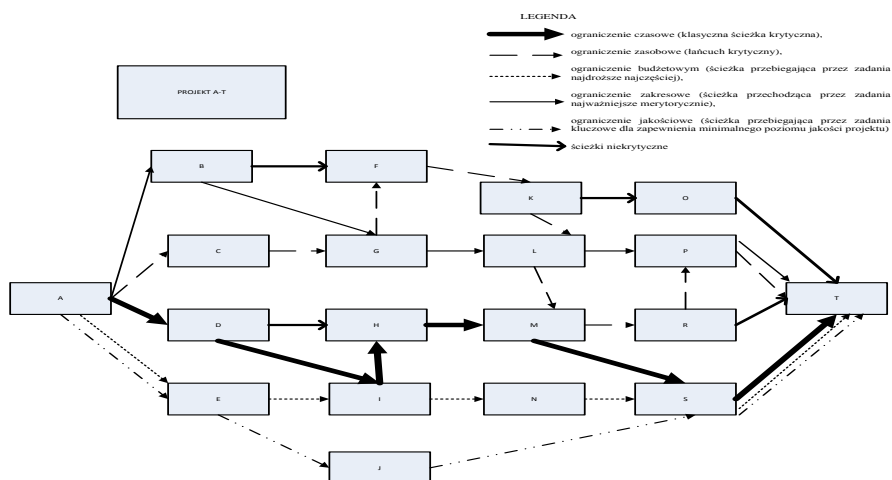 LEGENDA
ograniczenie czasowe (klasyczna ścieżka krytyczna),
ograniczenie zasobowe (łańcuch krytyczny),
ograniczenie budżetowym (ścieżka przebiegająca przez zadania
najdroższe najczęściej),
ograniczenie zakresowe (ścieżka przechodząca przez zadania
najważniejsze merytorycznie),
ograniczenie jakościowe (ścieżka przebiegająca przez zadania
kluczowe dla zapewnienia minimalnego poziomu jakości projektu)
ścieżki niekrytyczne
PROJEKT A-T
B
F
K
O
C
G
L
P
A
T
D
H
M
R
E
I
N
S
J